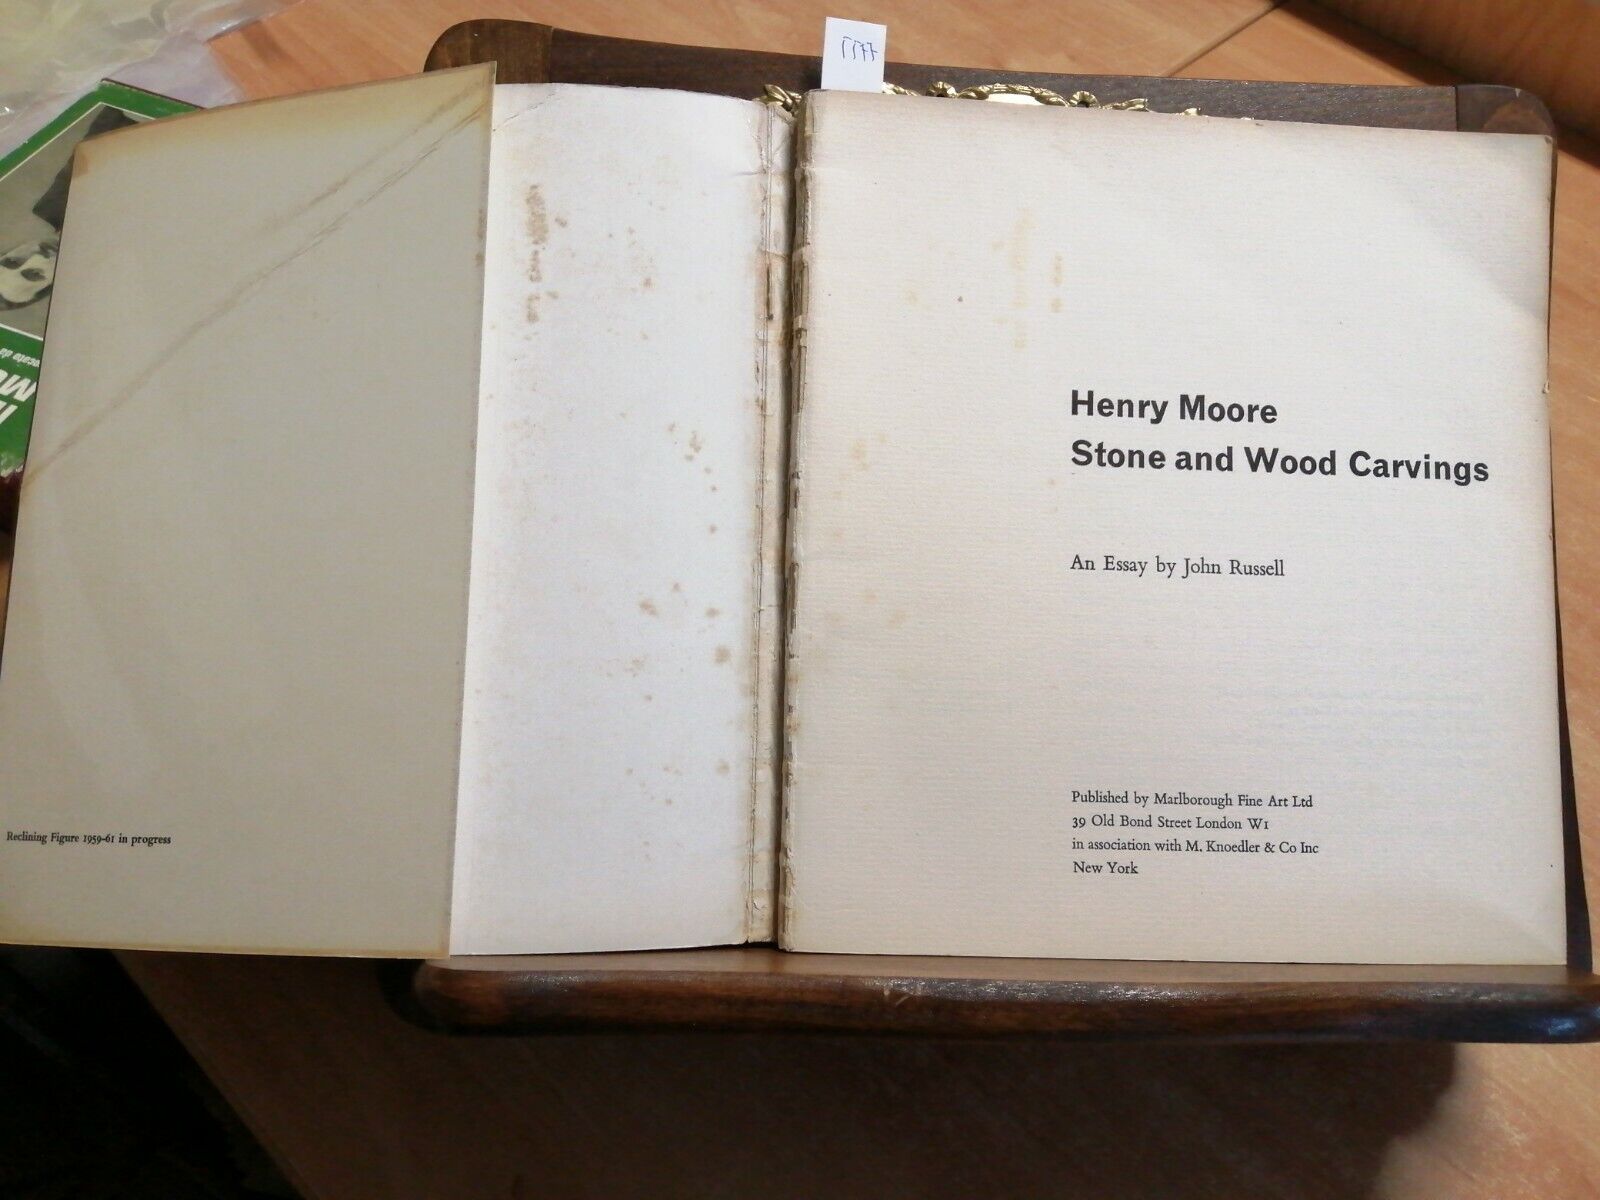 Henry Moore
Stone and Wood Carvings
An Essay by John Russell
Published by Marlborough Fine Art Ltd
39 Old Bond Street London W1
in association with M. Knoedler & Co Inc
New York
Reclining Figure 1959-61 in progress